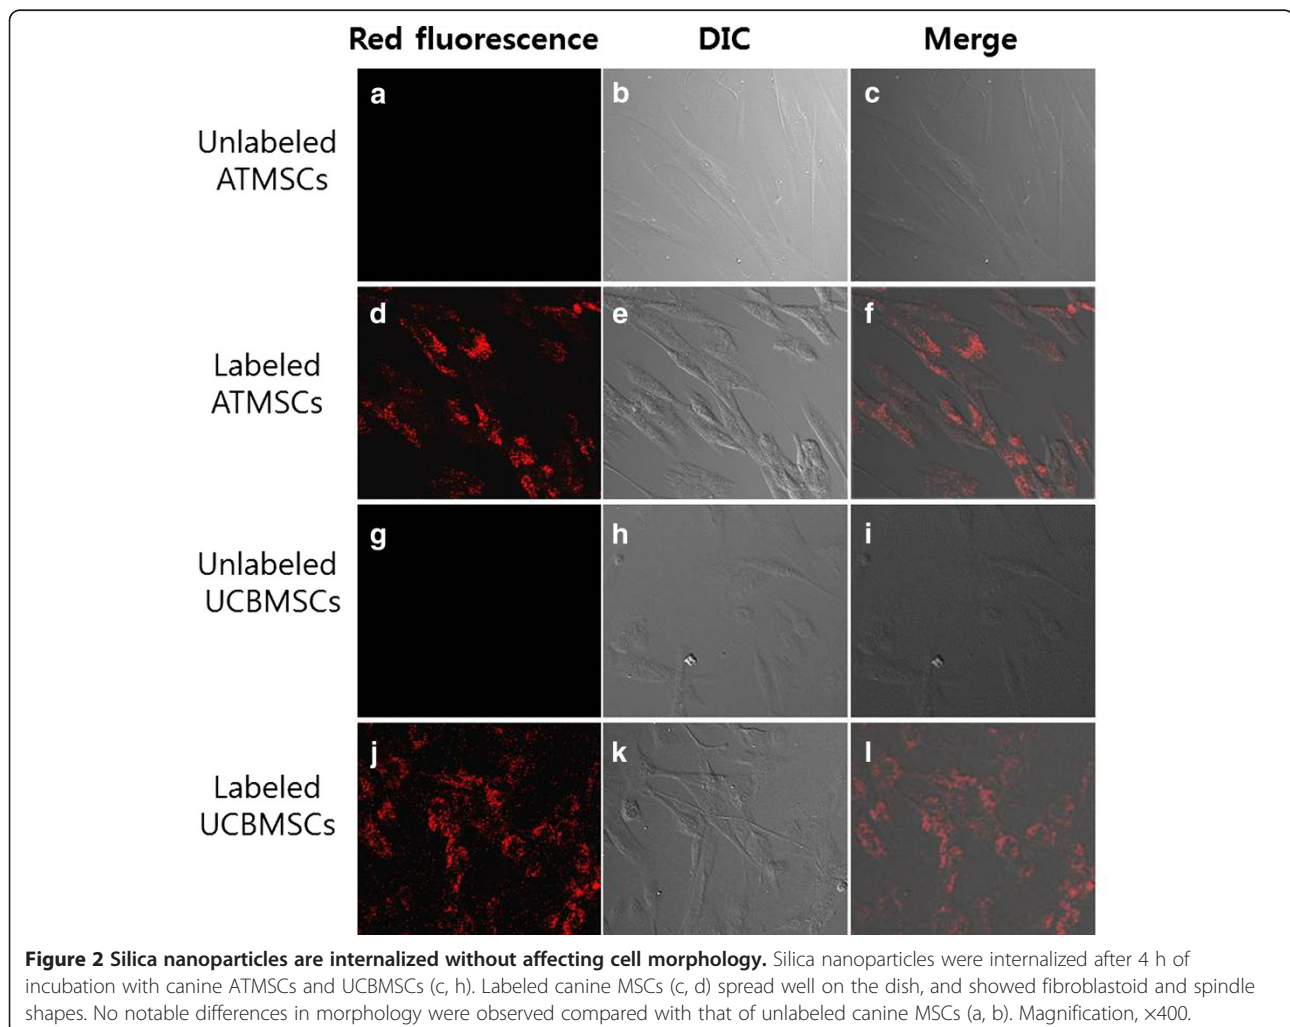 Red fluorescence DIC Merge
a b c
Unlabeled
ATMSCs
d e f
Labeled
ATMSCs
g h i
Unlabeled
UCBMSCs
j k l
Labeled
UCBMSCs
Figure 2 Silica nanoparticles are internalized without affecting cell morphology. Silica nanoparticles were internalized after 4 h of
incubation with canine ATMSCs and UCBMSCs (c, h). Labeled canine MSCs (c, d) spread well on the dish, and showed fibroblastoid and spindle
shapes. No notable differences in morphology were observed compared with that of unlabeled canine MSCs (a, b). Magnification, ×400.